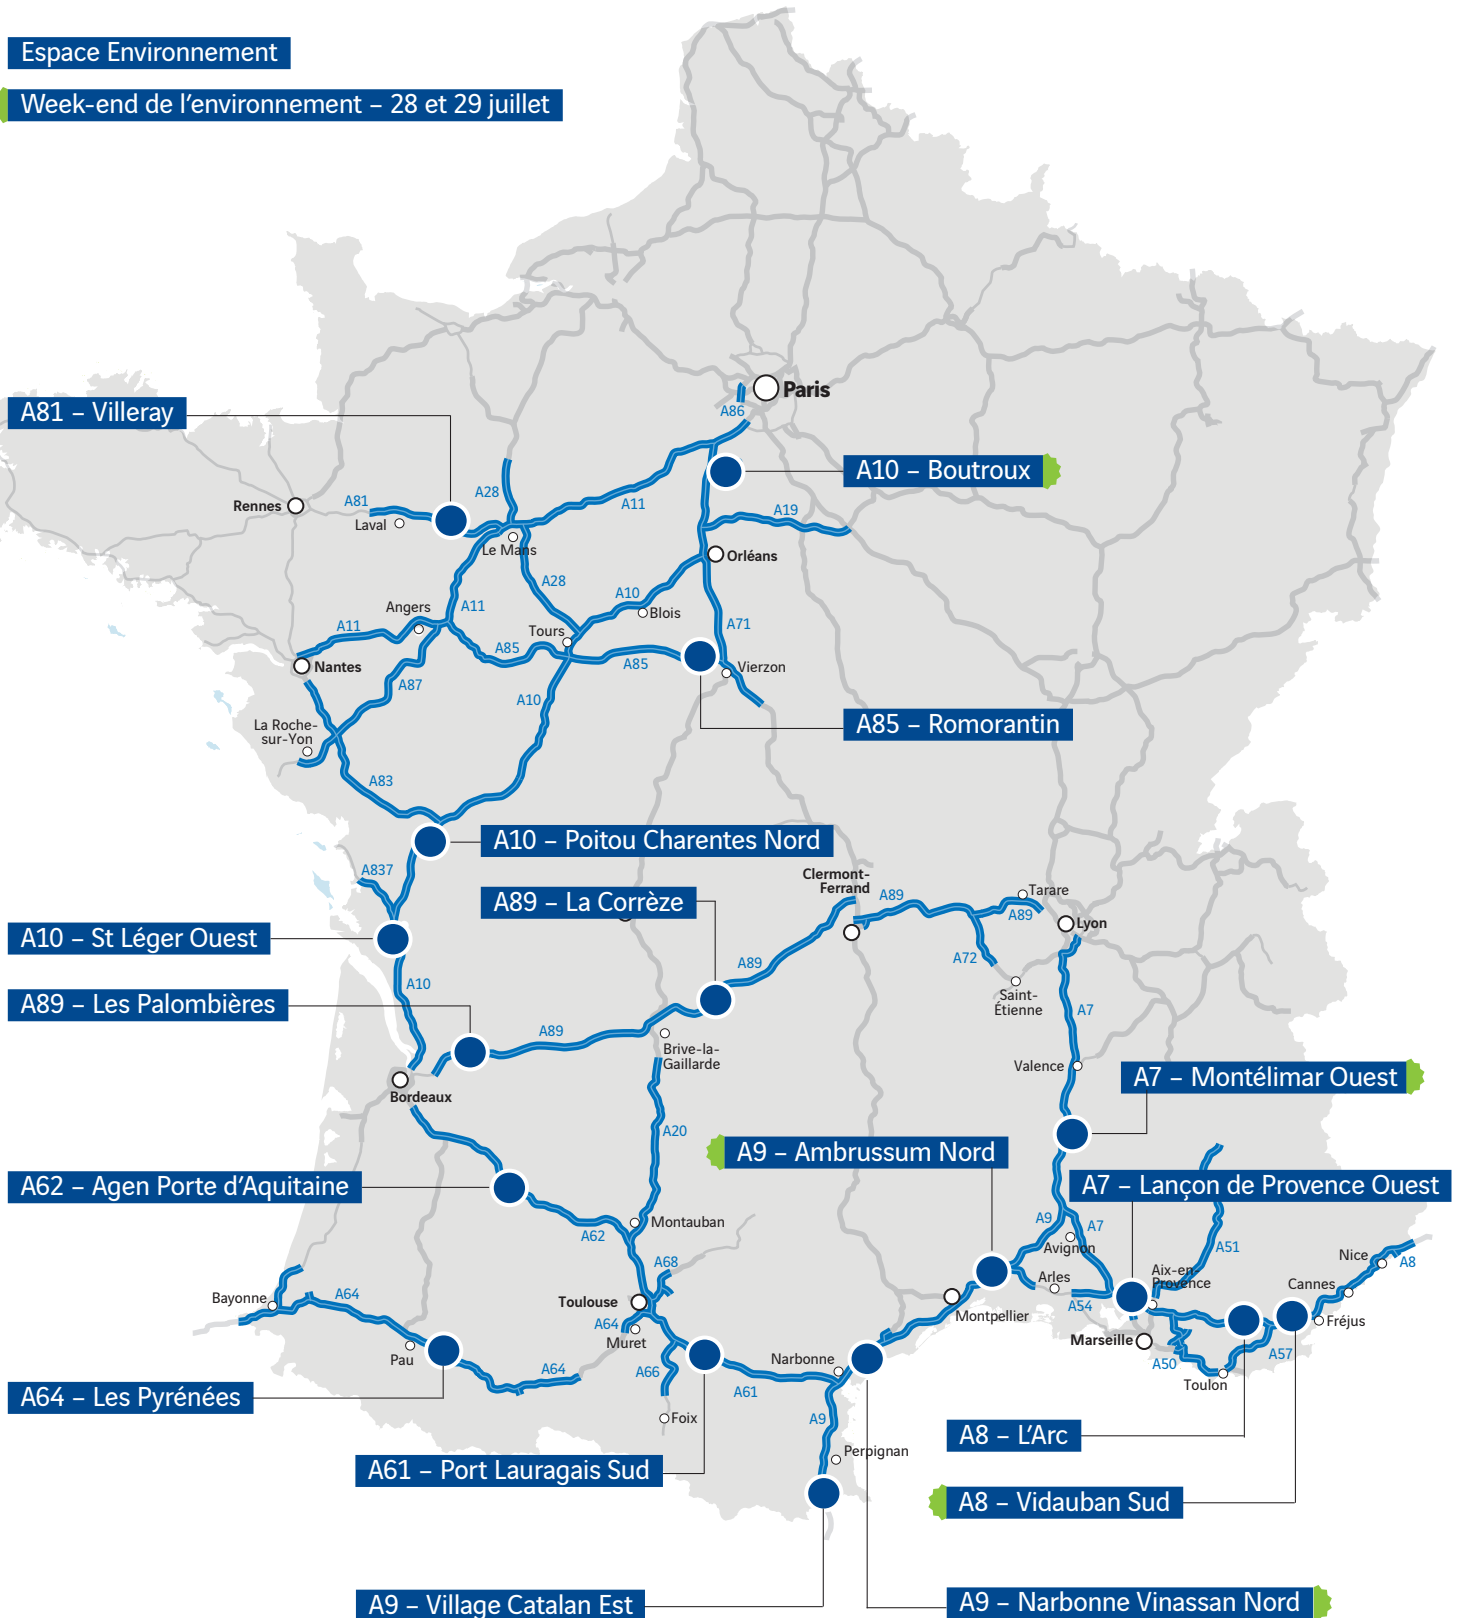 Espace Environnement
Week-end de l'environnement – 28 et 29 juillet
Paris
A86
A81 – Villeray
A10 – Boutroux
A28
A81
Rennes
Laval
A11
A19
Le Mans
Orléans
A28
A10
Blois
Angers
A11
A11
Tours
A71
A85
A85
Nantes
Vierzon
A87
A10
La Roche-
sur-Yon
A85 – Romorantin
A83
A10 – Poitou Charentes Nord
A837
Clermont-
Ferrand
A89
Tarare
A89 – La Corrèze
A89
Lyon
A10 – St Léger Ouest
A72
A89
A10
Saint-
Étienne
A7
A89 – Les Palombières
A89
Brive-la-
Gaillarde
Valence
A7 – Montélimar Ouest
Bordeaux
A20
A9 – Ambrussum Nord
A62 – Agen Porte d'Aquitaine
A7 – Lançon de Provence Ouest
Montauban
A62
A9
A7
Avignon
A51
Nice
A8
A68
Arles
Aix-en-
Provence
Cannes
Bayonne
A64
Toulouse
A54
Montpellier
Fréjus
A64
Muret
Marseille
Pau
Narbonne
A50
A57
A64
A66
A61
Toulon
A64 – Les Pyrénées
Foix
A9
A8 – L'Arc
Perpignan
A61 – Port Lauragais Sud
A8 – Vidauban Sud
A9 – Village Catalan Est
A9 – Narbonne Vinassan Nord